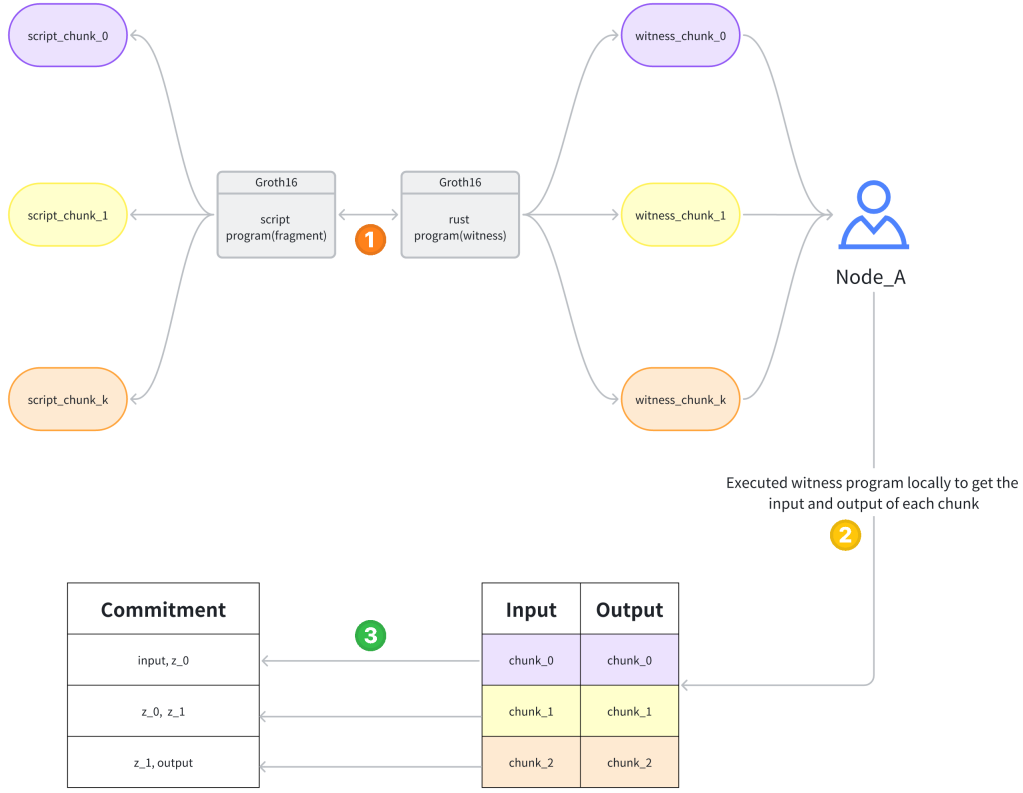 script_chunk_0
witness_chunk_0
Groth16
script
program(fragment)
Groth16
rust
program(witness)
1
script_chunk_1
witness_chunk_1
Node_A
script_chunk_k
witness_chunk_k
Executed witness program locally to get the
input and output of each chunk
2
Commitment
input, z_0
z_0, z_1
z_1, output
3
Input Output
chunk_0 chunk_0
chunk_1 chunk_1
chunk_2 chunk_2